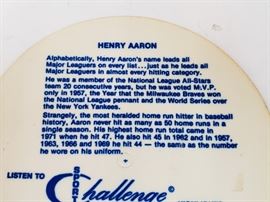 HENRY AARON
Alphabetically, Henry Aaron's name leads all
Major Leaguers on every list...just as he leads all
Major Leaguers in almost every hitting category.
He was a member of the National League All-Stars
team 20 consecutive years, but he was voted M.V.P.
only in 1957, the Year that the Milwaukee Braves won
the National League pennant and the World Series over
the New York Yankees.
Strangely, the most heralded home run hitter in baseball
history, Aaron never hit as many as 50 home runs in a
single season. His highest home run total came in
1971 when he hit 47. He also hit 45 in 1962 and in 1957,
1963, 1966 and 1969 he hit 44 — the same as the number
he wore on his uniform.
LISTEN TO
SPORTS
Challenge©